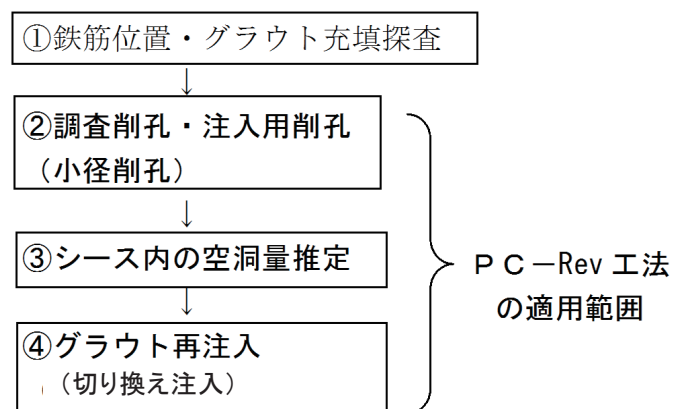 ①鉄筋位置・グラウト充填探査
↓
②調査削孔・注入用削孔
（小径削孔）
↓
③シース内の空洞量推定
↓
④グラウト再注入
（切り換え注入）
ＰＣ－Rev 工法
の適用範囲